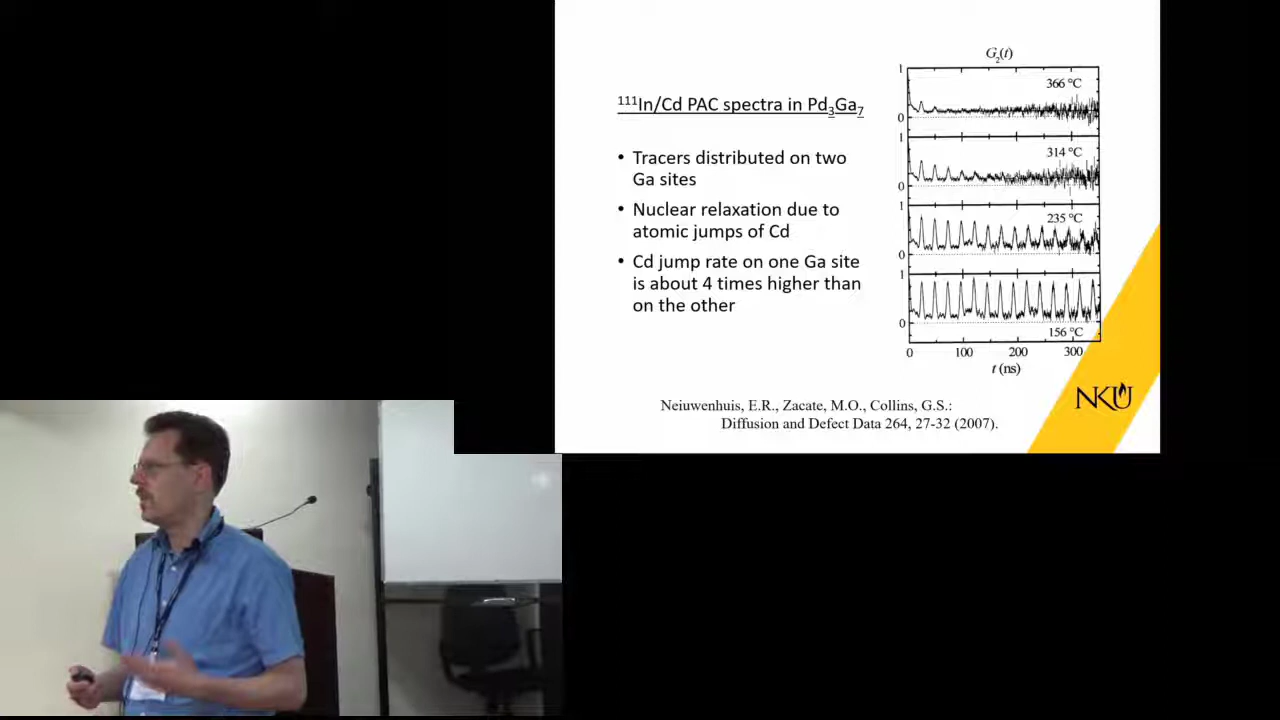 ¹¹¹In/Cd PAC spectra in Pd₃Ga₇
• Tracers distributed on two
Ga sites
• Nuclear relaxation due to
atomic jumps of Cd
• Cd jump rate on one Ga site
is about 4 times higher than
on the other
G₂(t)
1
366 °C
0
1
314 °C
0
1
235 °C
0
1
0
156 °C
0 100 200 300
t (ns)
NKU
Neiuwenhuis, E.R., Zacate, M.O., Collins, G.S.:
Diffusion and Defect Data 264, 27-32 (2007).